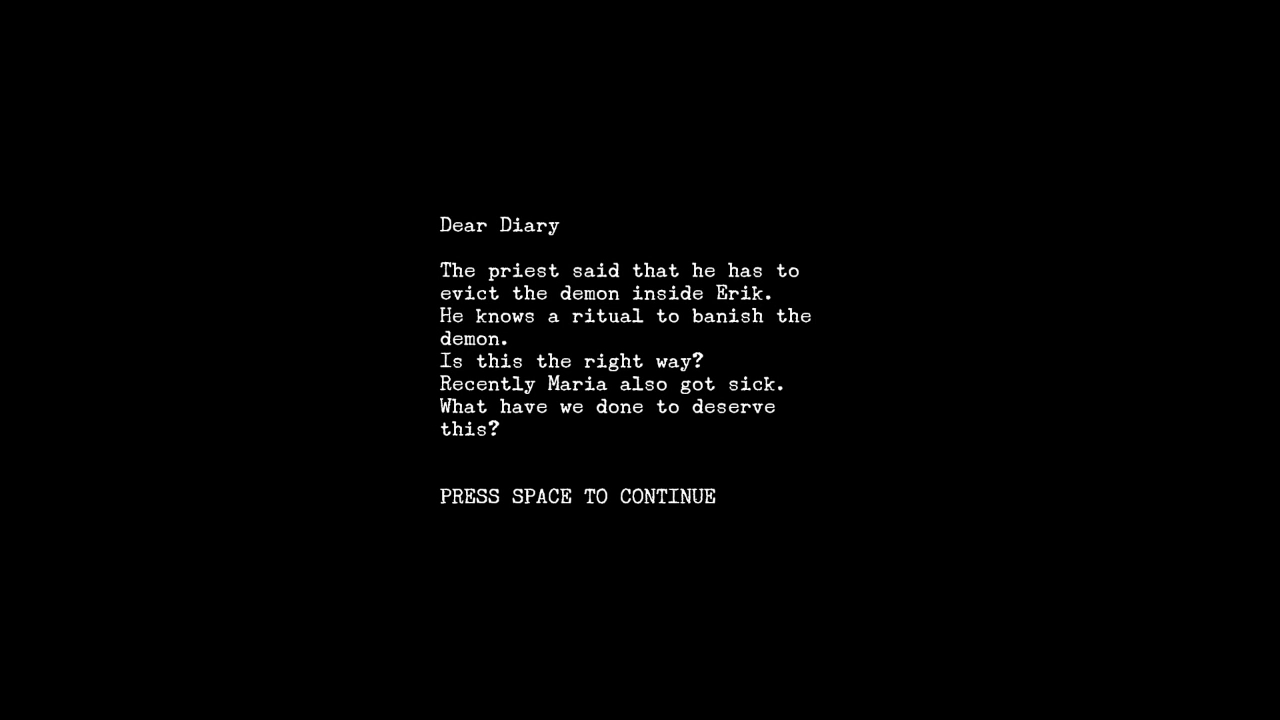 Dear Diary
The priest said that he has to
evict the demon inside Erik.
He knows a ritual to banish the
demon.
Is this the right way?
Recently Maria also got sick.
What have we done to deserve
this?
PRESS SPACE TO CONTINUE